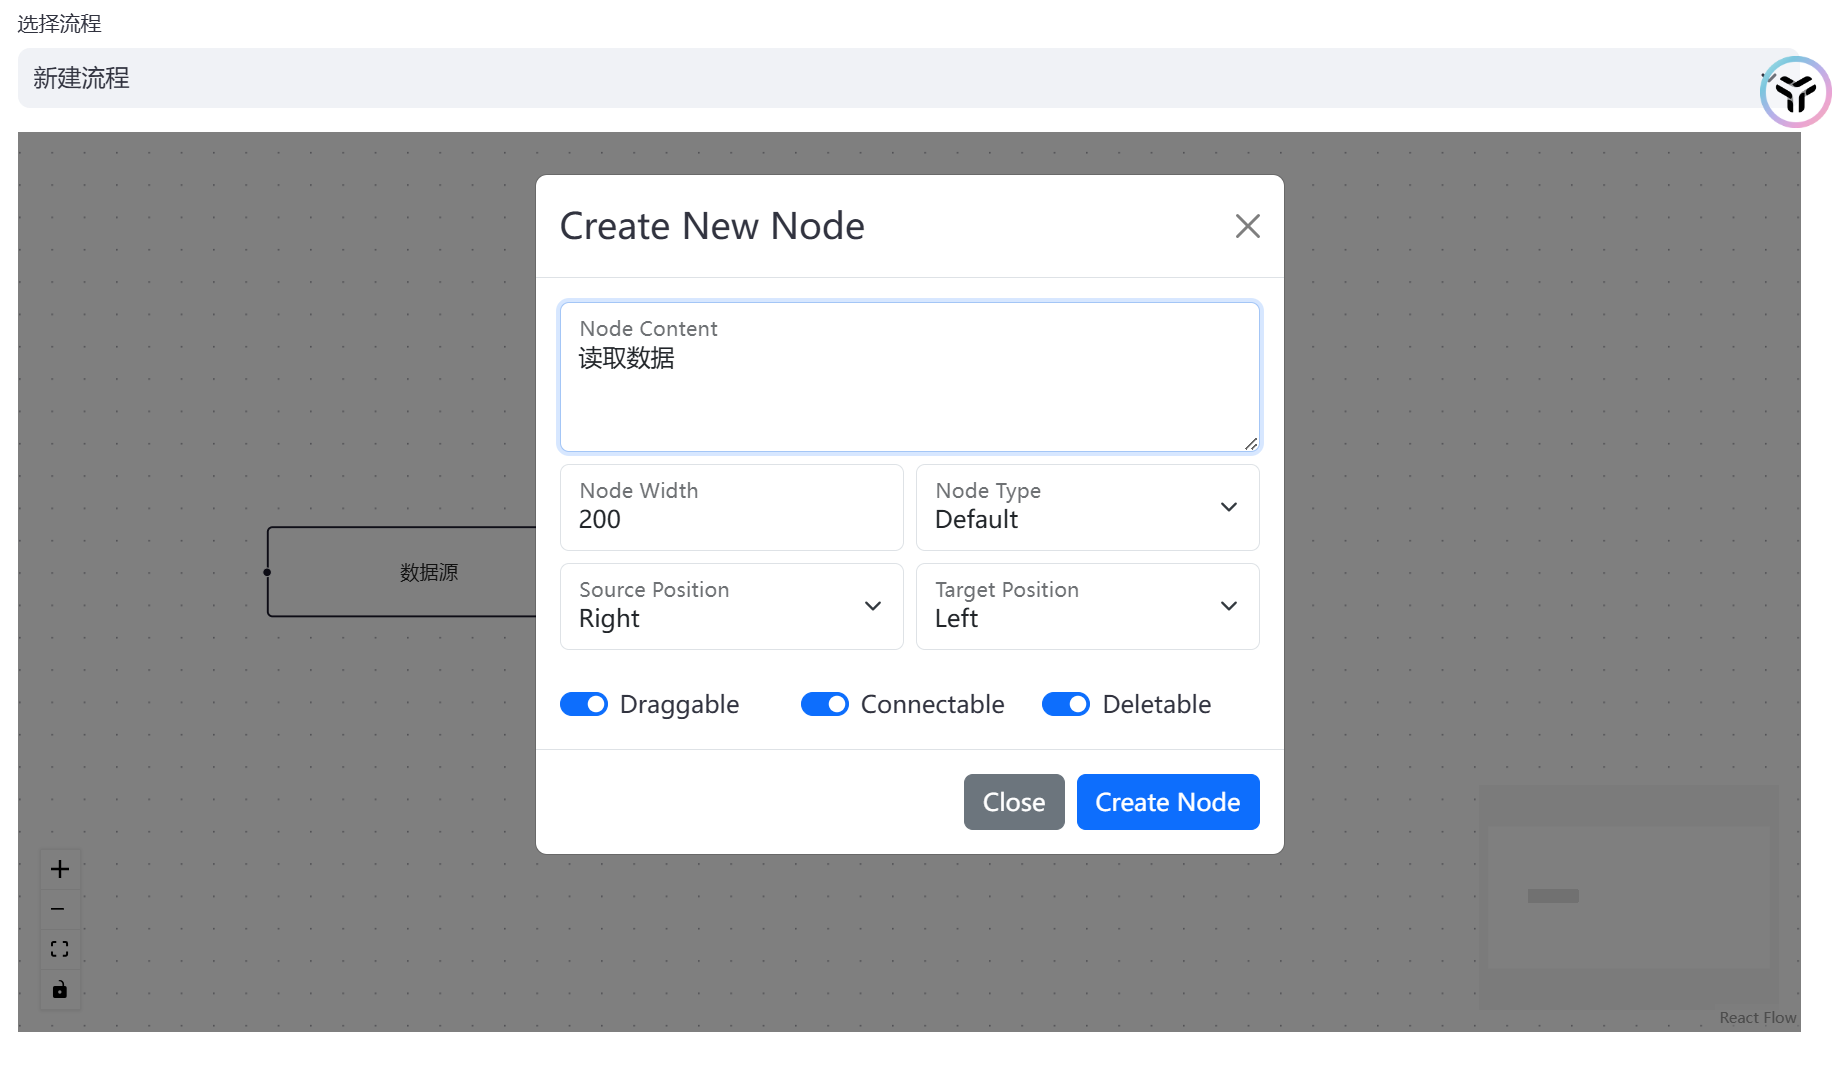 选择流程
新建流程
Create New Node
Node Content
读取数据
Node Width
200
Node Type
Default
数据源
Source Position
Right
Target Position
Left
Draggable
Connectable
Deletable
Close
Create Node
React Flow